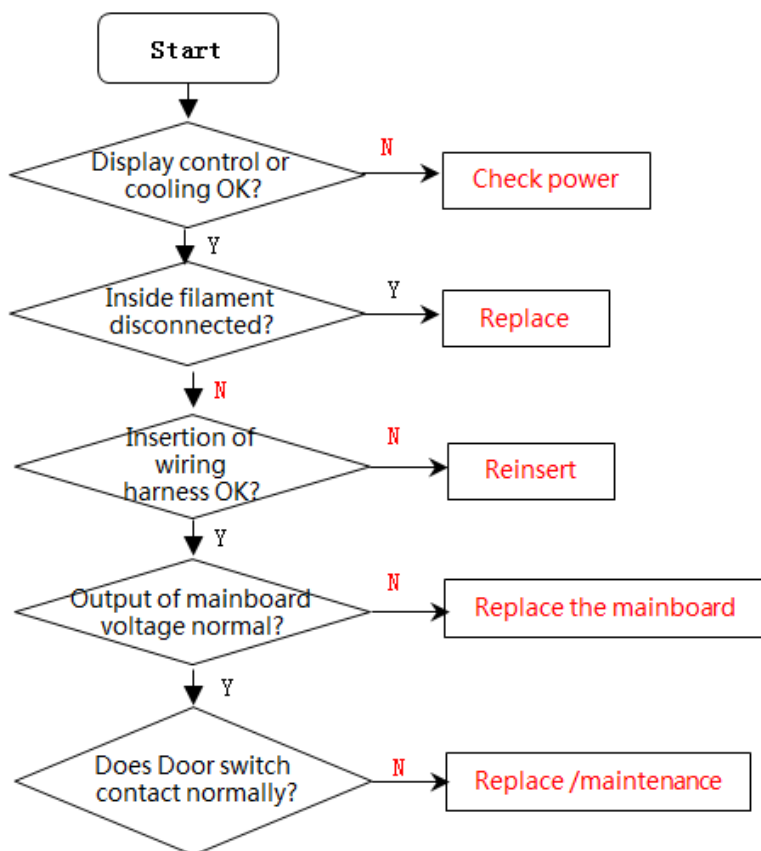 Start
Display control or
cooling OK?
N
Check power
Y
Inside filament
disconnected?
Y
Replace
N
Insertion of
wiring
harness OK?
N
Reinsert
Y
Output of mainboard
voltage normal?
N
Replace the mainboard
Y
Does Door switch
contact normally?
N
Replace /maintenance